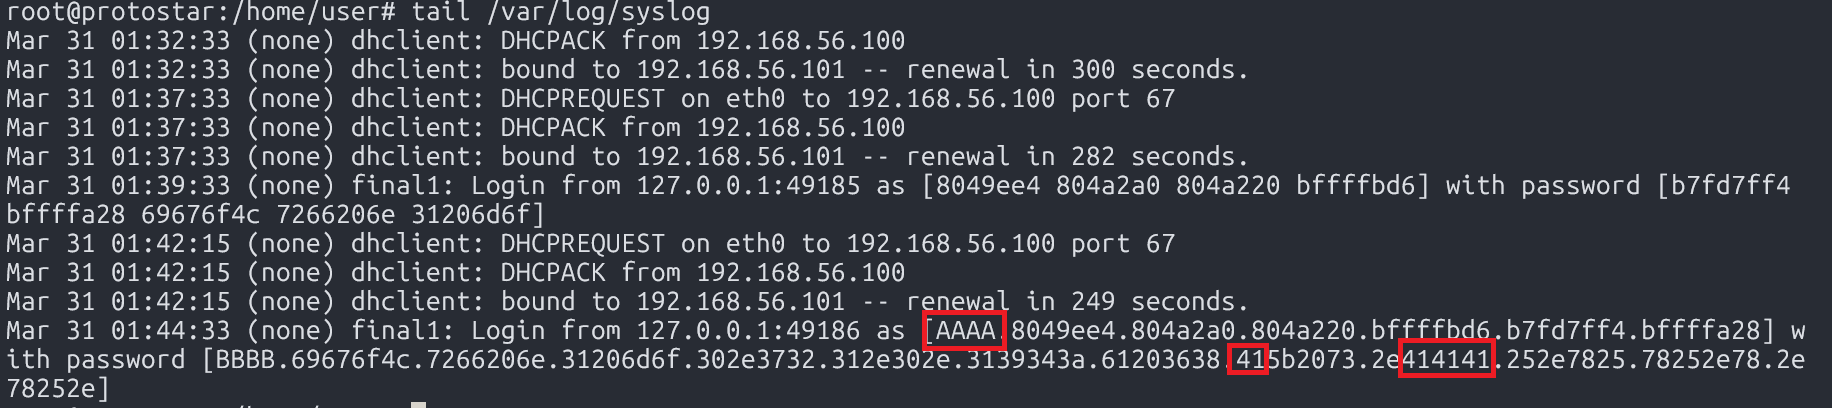 root@protostar:/home/user# tail /var/log/syslog
Mar 31 01:32:33 (none) dhclient: DHCPACK from 192.168.56.100
Mar 31 01:32:33 (none) dhclient: bound to 192.168.56.101 -- renewal in 300 seconds.
Mar 31 01:37:33 (none) dhclient: DHCPREQUEST on eth0 to 192.168.56.100 port 67
Mar 31 01:37:33 (none) dhclient: DHCPACK from 192.168.56.100
Mar 31 01:37:33 (none) dhclient: bound to 192.168.56.101 -- renewal in 282 seconds.
Mar 31 01:39:33 (none) final1: Login from 127.0.0.1:49185 as [8049ee4 804a2a0 804a220 bffffbd6] with password [b7fd7ff4
bffffa28 69676f4c 7266206e 31206d6f]
Mar 31 01:42:15 (none) dhclient: DHCPREQUEST on eth0 to 192.168.56.100 port 67
Mar 31 01:42:15 (none) dhclient: DHCPACK from 192.168.56.100
Mar 31 01:42:15 (none) dhclient: bound to 192.168.56.101 -- renewal in 249 seconds.
Mar 31 01:44:33 (none) final1: Login from 127.0.0.1:49186 as [AAAA.8049ee4.804a2a0.804a220.bffffbd6.b7fd7ff4.bffffa28] w
ith password [BBBB.69676f4c.7266206e.31206d6f.302e3732.312e302e.3139343a.61203638.415b2073.2e414141.252e7825.78252e78.2e
78252e]